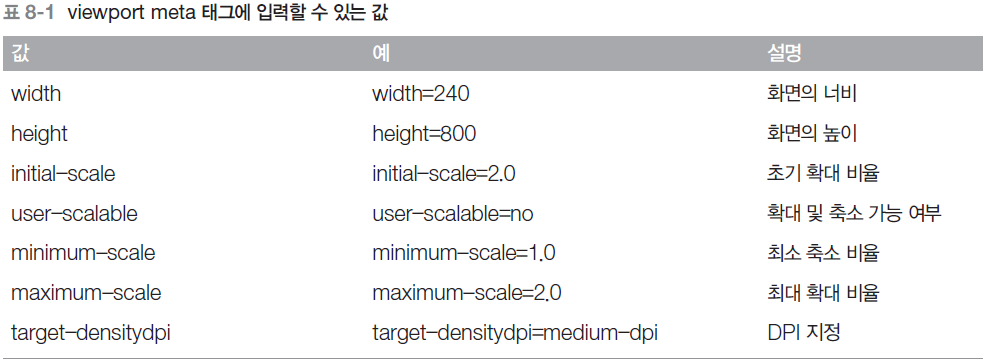 표 8-1 viewport meta 태그에 입력할 수 있는 값
값 예 설명
width width=240 화면의 너비
height height=800 화면의 높이
initial-scale initial-scale=2.0 초기 확대 비율
user-scalable user-scalable=no 확대 및 축소 가능 여부
minimum-scale minimum-scale=1.0 최소 축소 비율
maximum-scale maximum-scale=2.0 최대 확대 비율
target-densitydpi target-densitydpi=medium-dpi DPI 지정